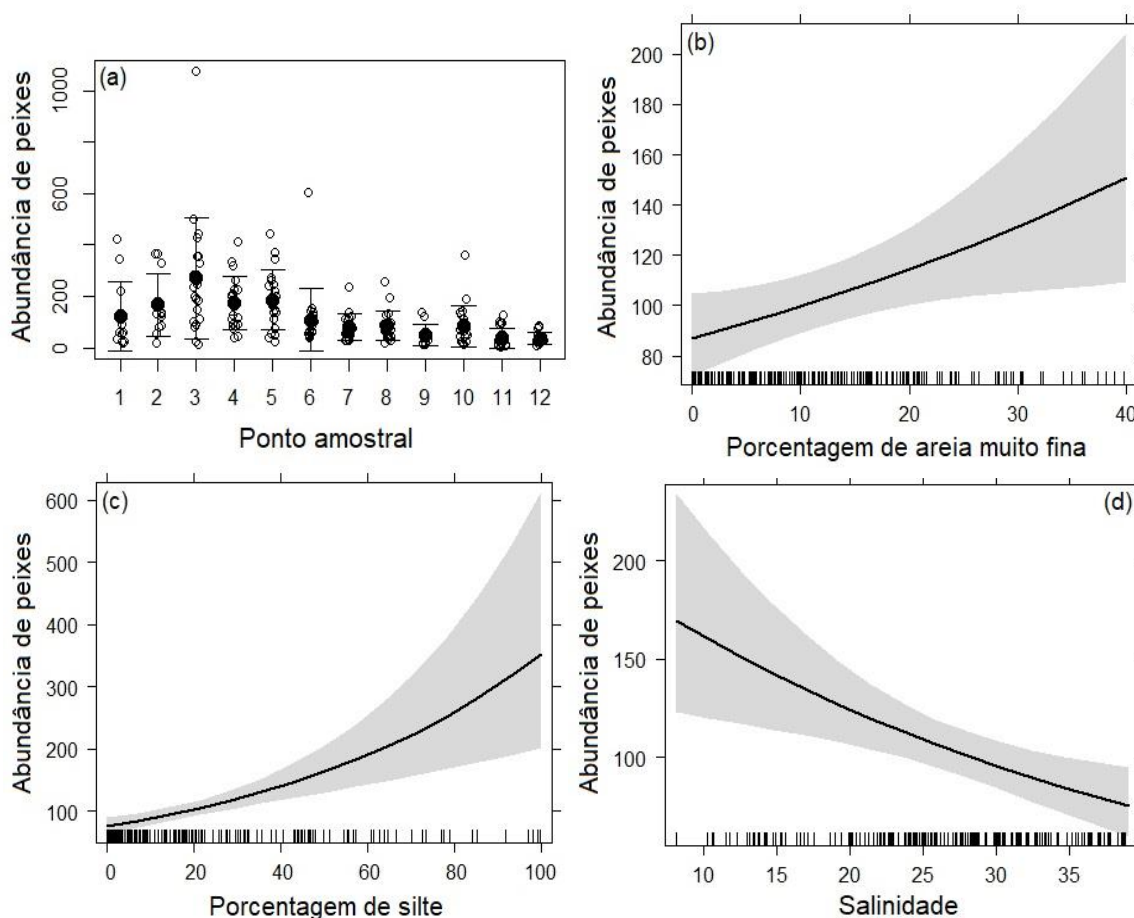 (a)
Abundância de peixes
1000
600
200
0
1 2 3 4 5 6 7 8 9 10 11 12
Ponto amostral
(b)
Abundância de peixes
200
180
160
140
120
100
80
0 10 20 30 40
Porcentagem de areia muito fina
(c)
Abundância de peixes
600
500
400
300
200
100
0 20 40 60 80 100
Porcentagem de silte
(d)
Abundância de peixes
200
150
100
10 15 20 25 30 35
Salinidade